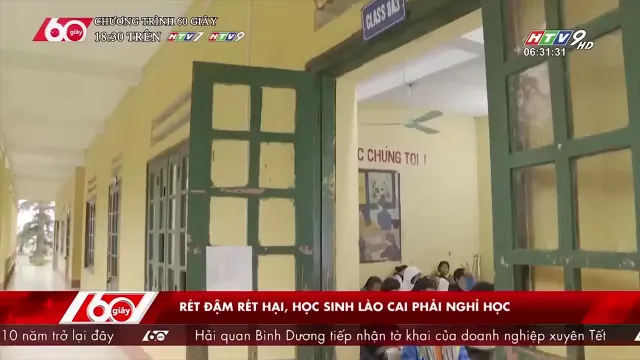 60 giây
CHƯƠNG TRÌNH 60 GIÂY
18:30 TRÊN HTV7 HTV9
HTV9 HD
06:31:31
CLASS 8A3
C CHÚNG TOI !
60 giây
RÉT ĐẬM RÉT HẠI, HỌC SINH LÀO CAI PHẢI NGHỈ HỌC
10 năm trở lại đây 60 giây Hải quan Bình Dương tiếp nhận tờ khai của doanh nghiệp xuyên Tết